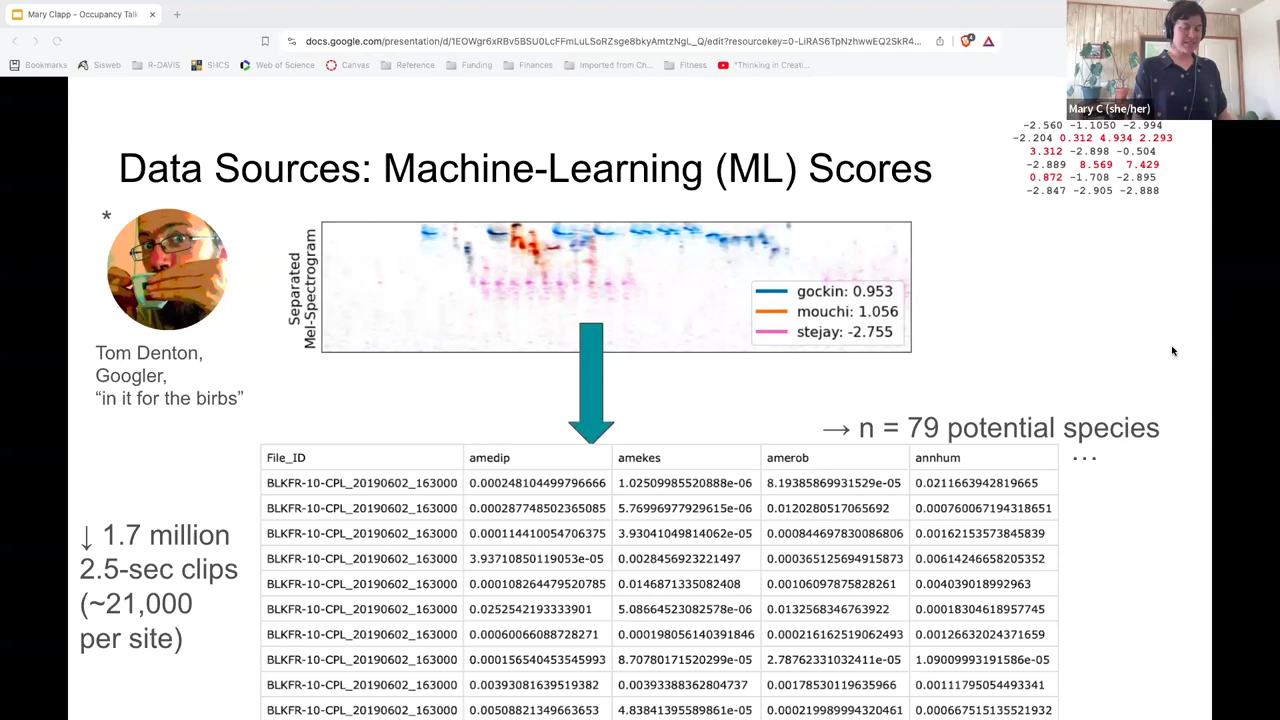 Mary Clapp - Occupancy Talk
docs.google.com/presentation/d/1EOWgr6xRBv5BSU0LcFFmLuLSoRZsge8bkyAmtzNgL_Q/edit?resourcekey=0-LiRAS6TpNzhwwEQ2SkR4...
Bookmarks Sisweb R-DAVIS SHCS Web of Science Canvas Reference Funding Finances Imported from Ch... Fitness "Thinking in Creati...
Mary C (she/her)
-2.560 -1.1050 -2.994
-2.204 0.312 4.934 2.293
3.312 -2.898 -0.504
-2.889 8.569 7.429
0.872 -1.708 -2.895
-2.847 -2.905 -2.888
Data Sources: Machine-Learning (ML) Scores
*
Separated
Mel-Spectrogram
gockin: 0.953
mouchi: 1.056
stejay: -2.755
Tom Denton,
Googler,
“in it for the birbs”
→ n = 79 potential species
...
↓ 1.7 million
2.5-sec clips
(~21,000
per site)
File_ID amedip amekes amerob annhum
BLKFR-10-CPL_20190602_163000 0.000248104499796666 1.02509985520888e-06 8.19385869931529e-05 0.0211663942819665
BLKFR-10-CPL_20190602_163000 0.000287748502365085 5.76996977929615e-06 0.0120280517065692 0.000760067194318651
BLKFR-10-CPL_20190602_163000 0.000114410054706375 3.93041049814062e-05 0.000844697830086806 0.00162153573845839
BLKFR-10-CPL_20190602_163000 3.93710850119053e-05 0.0028456923221497 0.000365125694915873 0.00614246658205352
BLKFR-10-CPL_20190602_163000 0.000108264479520785 0.0146871335082408 0.00106097875828261 0.004039018992963
BLKFR-10-CPL_20190602_163000 0.0252542193333901 5.08664523082578e-06 0.0132568346763922 0.00018304618957745
BLKFR-10-CPL_20190602_163000 0.00060066088728271 0.000198056140391846 0.000216162519062493 0.00126632024371659
BLKFR-10-CPL_20190602_163000 0.000156540453545993 8.70780171520299e-05 2.78762331032411e-05 1.09009993191586e-05
BLKFR-10-CPL_20190602_163000 0.00393081639519382 0.00393388362804737 0.00178530119635966 0.00111795054493341
BLKFR-10-CPL_20190602_163000 0.00508821349663653 4.83841395589861e-05 0.000219989994320461 0.000667515135521932